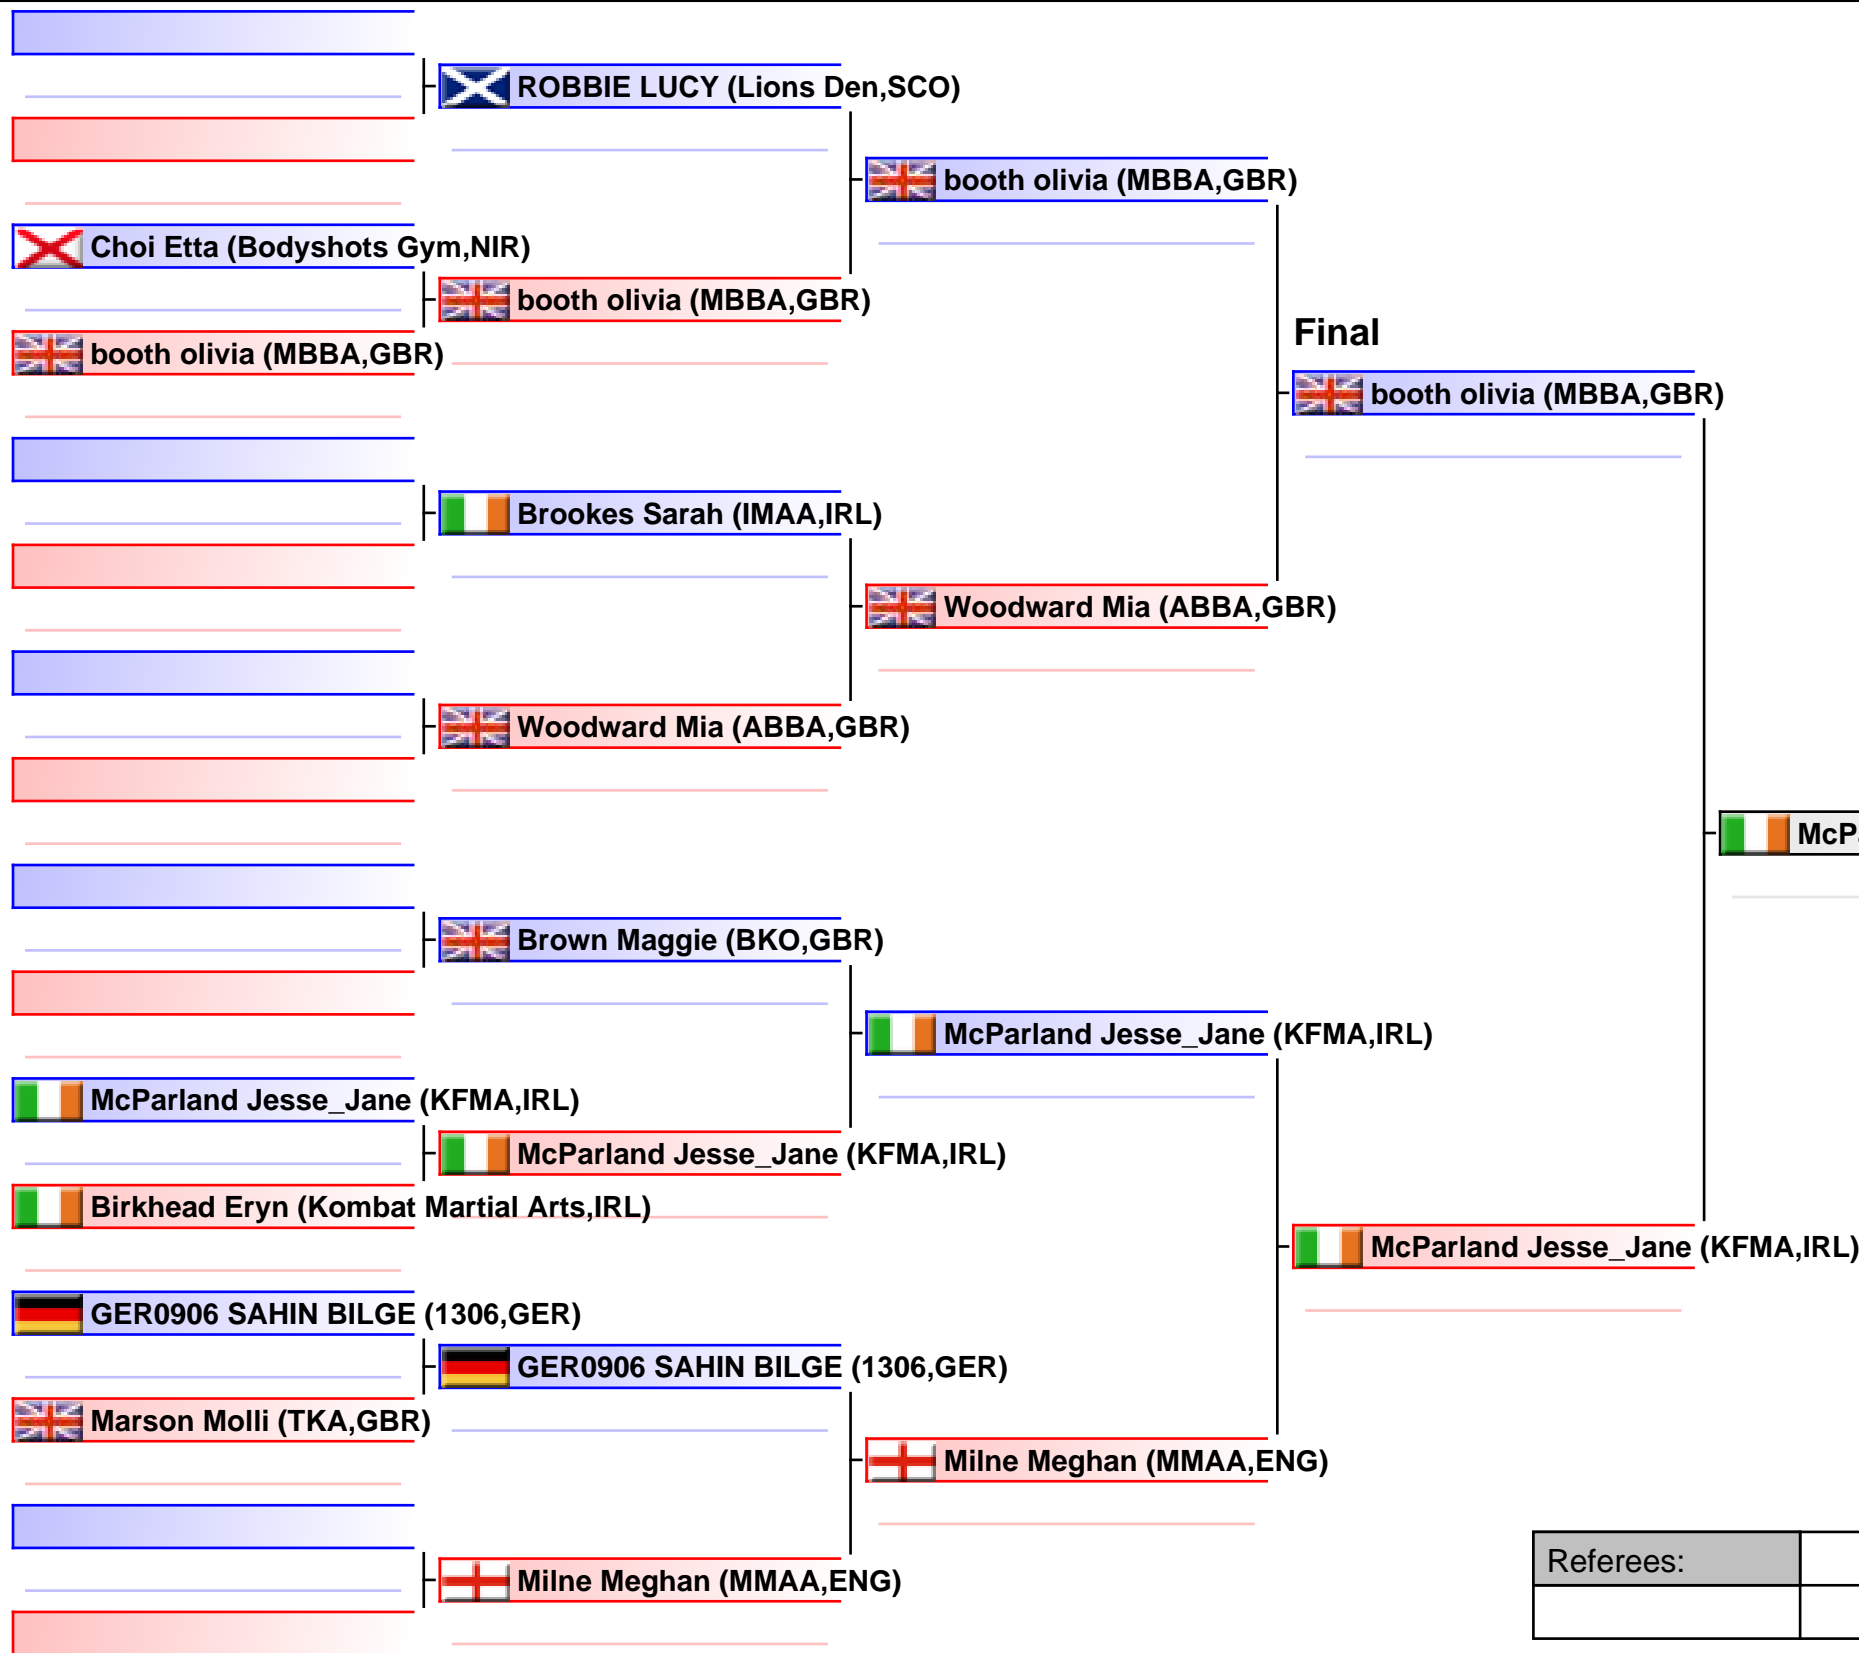 ROBBIE LUCY (Lions Den,SCO)
booth olivia (MBBA,GBR)
Choi Etta (Bodyshots Gym,NIR)
booth olivia (MBBA,GBR)
Final
booth olivia (MBBA,GBR)
booth olivia (MBBA,GBR)
Brookes Sarah (IMAA,IRL)
Woodward Mia (ABBA,GBR)
Woodward Mia (ABBA,GBR)
McP
Brown Maggie (BKO,GBR)
McParland Jesse_Jane (KFMA,IRL)
McParland Jesse_Jane (KFMA,IRL)
McParland Jesse_Jane (KFMA,IRL)
Birkhead Eryn (Kombat Martial Arts,IRL)
McParland Jesse_Jane (KFMA,IRL)
GER0906 SAHIN BILGE (1306,GER)
GER0906 SAHIN BILGE (1306,GER)
Marson Molli (TKA,GBR)
Milne Meghan (MMAA,ENG)
Referees:
Milne Meghan (MMAA,ENG)